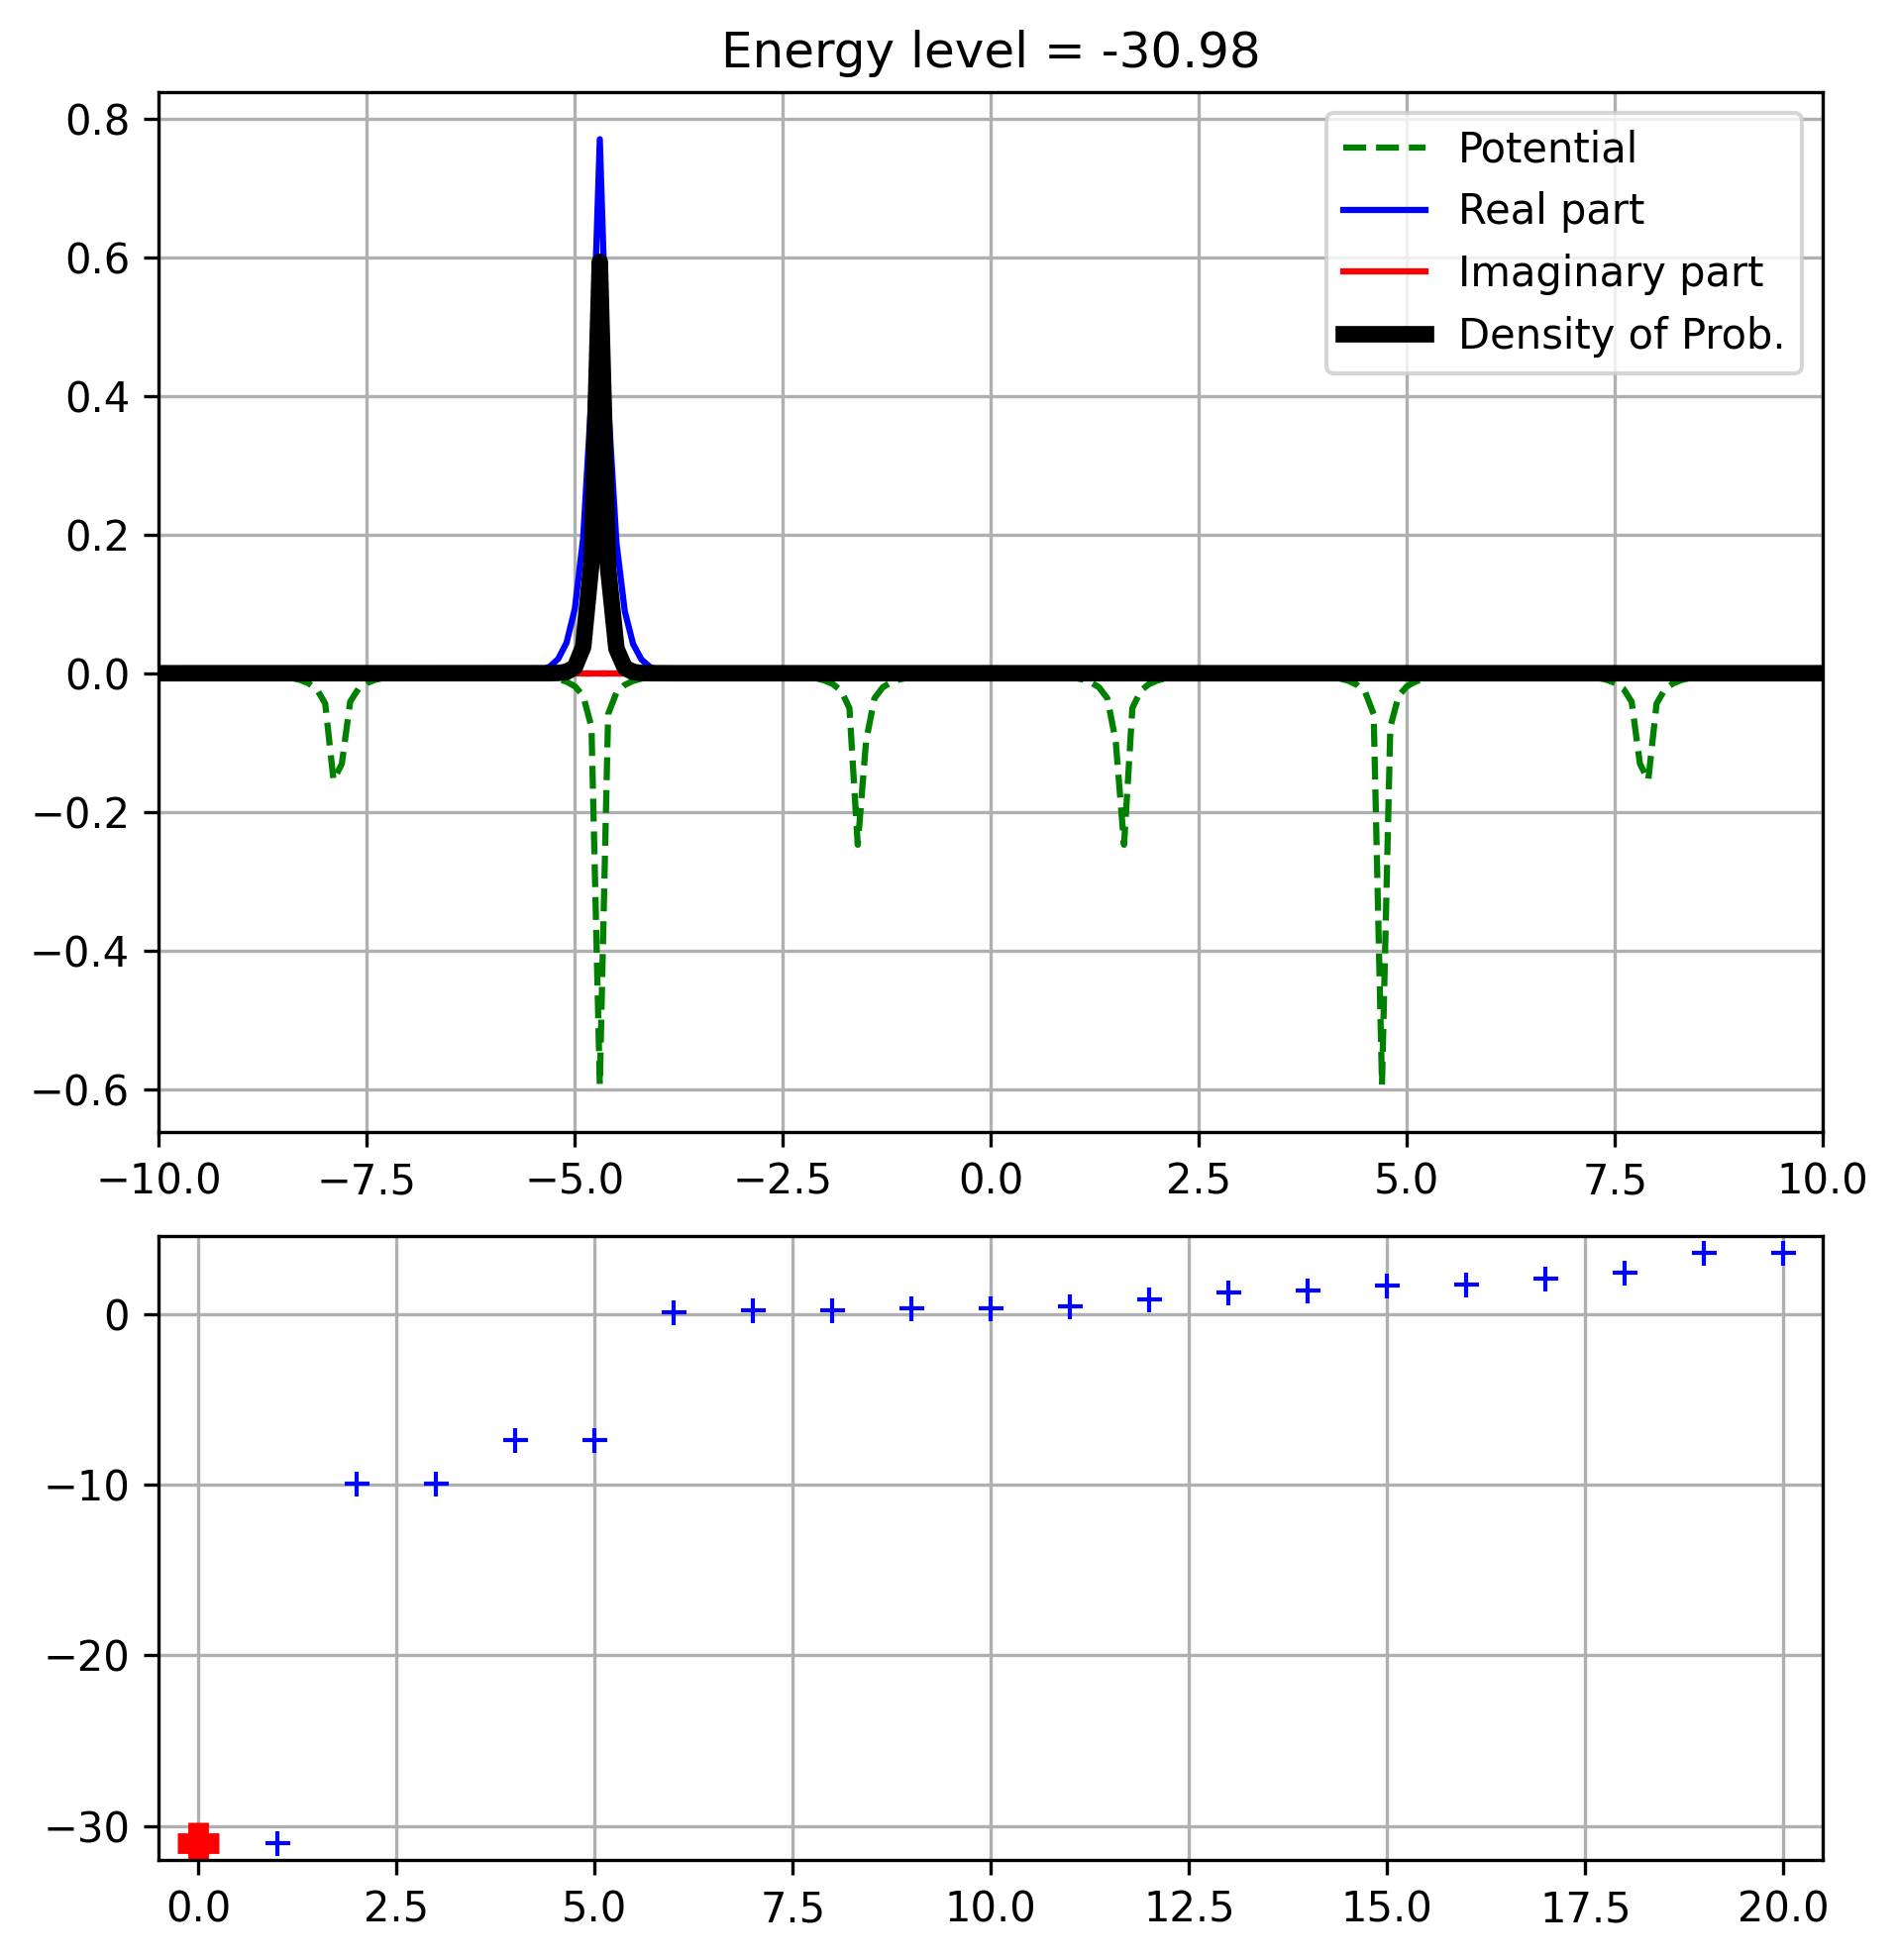 Energy level = -30.98
0.8
0.6
0.4
0.2
0.0
−0.2
−0.4
−0.6
Potential
Real part
Imaginary part
Density of Prob.
−10.0 −7.5 −5.0 −2.5 0.0 2.5 5.0 7.5 10.0
0
−10
−20
−30
0.0 2.5 5.0 7.5 10.0 12.5 15.0 17.5 20.0